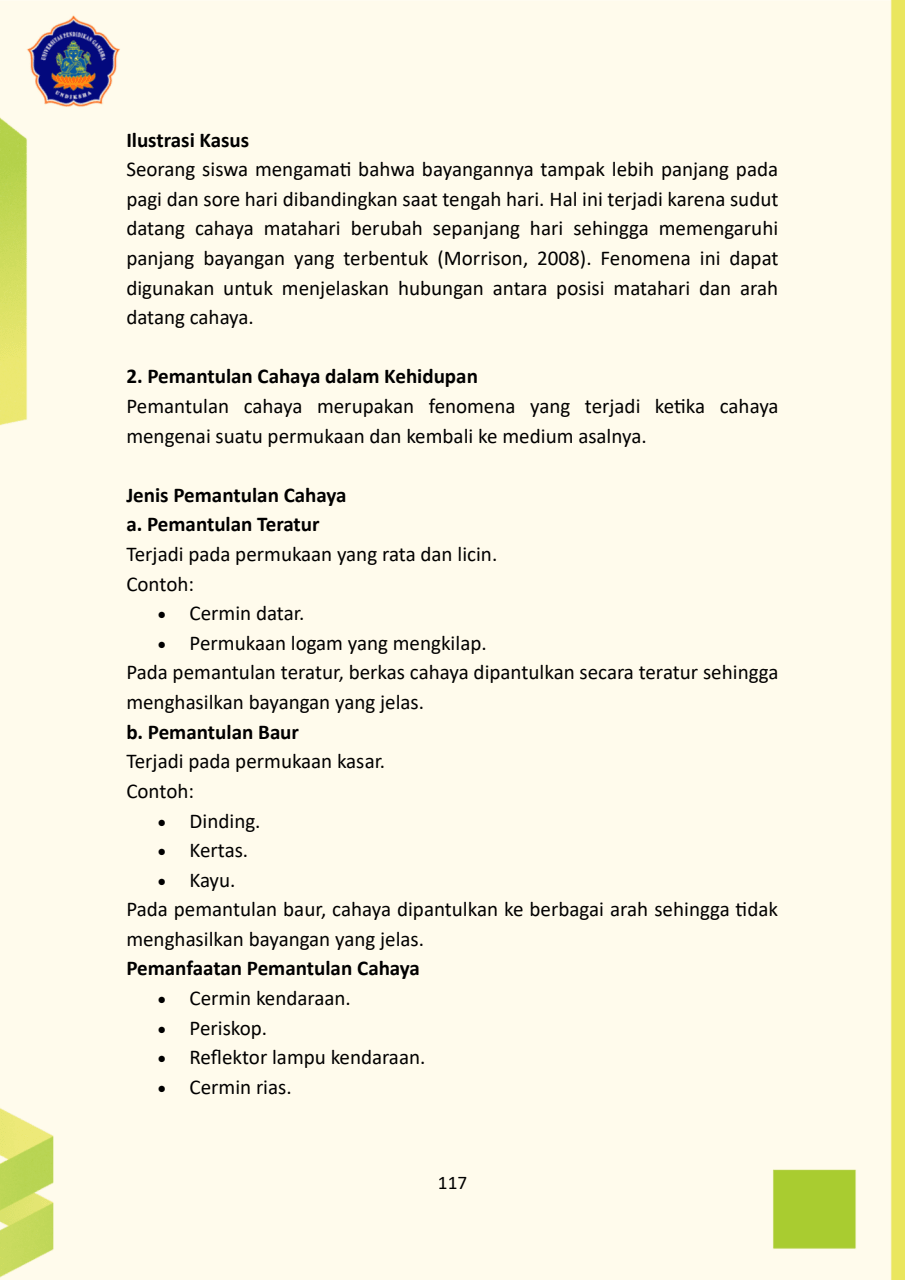 UNIVERSITAS PENDIDIKAN GANESHA
UNDIKSHA
Ilustrasi Kasus
Seorang siswa mengamati bahwa bayangannya tampak lebih panjang pada
pagi dan sore hari dibandingkan saat tengah hari. Hal ini terjadi karena sudut
datang cahaya matahari berubah sepanjang hari sehingga memengaruhi
panjang bayangan yang terbentuk (Morrison, 2008). Fenomena ini dapat
digunakan untuk menjelaskan hubungan antara posisi matahari dan arah
datang cahaya.
2. Pemantulan Cahaya dalam Kehidupan
Pemantulan cahaya merupakan fenomena yang terjadi ketika cahaya
mengenai suatu permukaan dan kembali ke medium asalnya.
Jenis Pemantulan Cahaya
a. Pemantulan Teratur
Terjadi pada permukaan yang rata dan licin.
Contoh:
• Cermin datar.
• Permukaan logam yang mengkilap.
Pada pemantulan teratur, berkas cahaya dipantulkan secara teratur sehingga
menghasilkan bayangan yang jelas.
b. Pemantulan Baur
Terjadi pada permukaan kasar.
Contoh:
• Dinding.
• Kertas.
• Kayu.
Pada pemantulan baur, cahaya dipantulkan ke berbagai arah sehingga tidak
menghasilkan bayangan yang jelas.
Pemanfaatan Pemantulan Cahaya
• Cermin kendaraan.
• Periskop.
• Reflektor lampu kendaraan.
• Cermin rias.
117